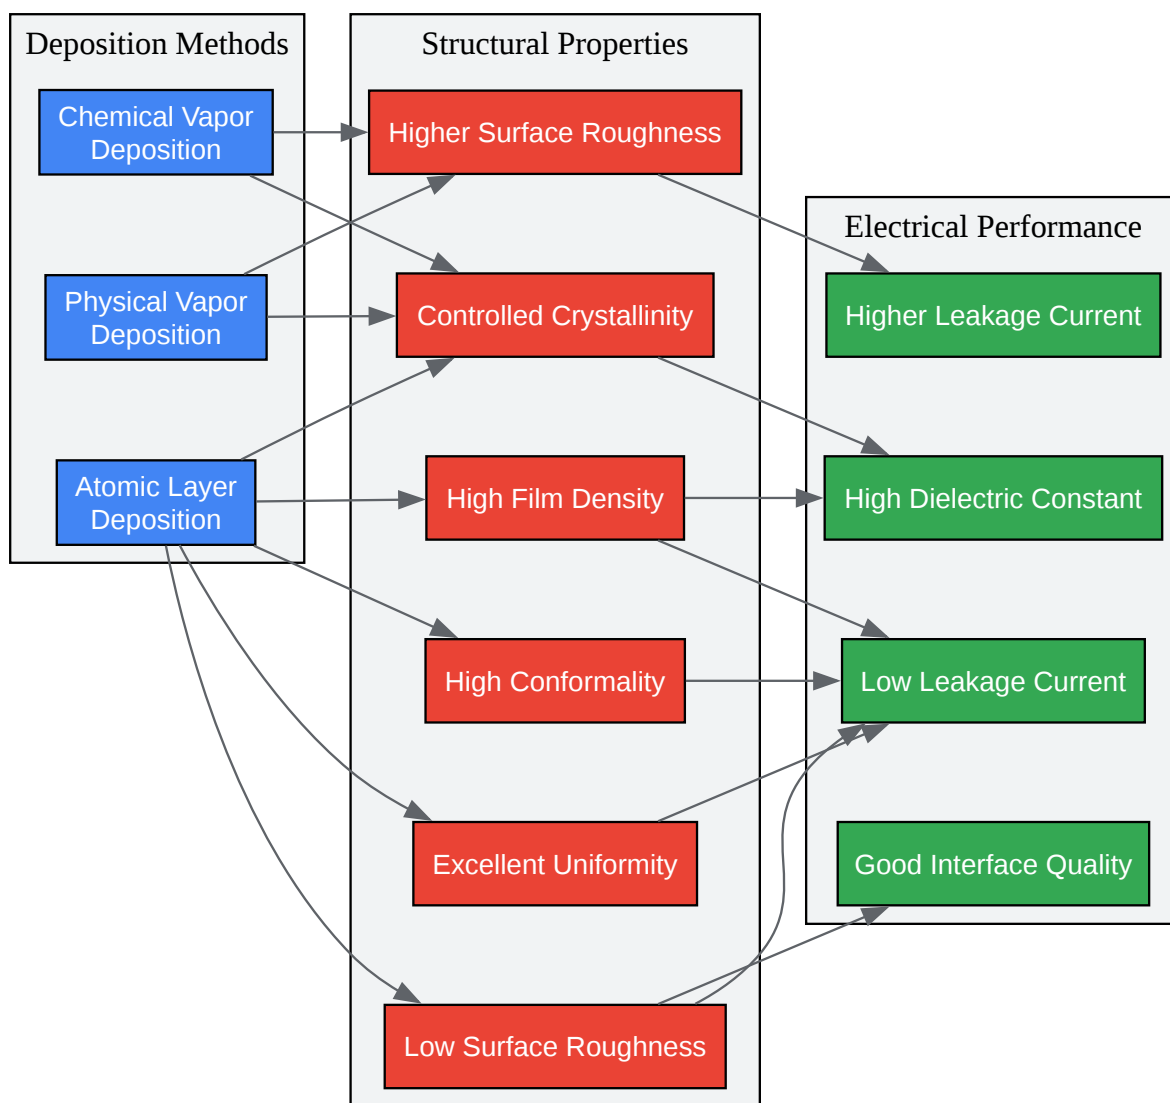 Deposition Methods
Chemical Vapor
Deposition
Physical Vapor
Deposition
Atomic Layer
Deposition
Structural Properties
Higher Surface Roughness
Controlled Crystallinity
High Film Density
High Conformality
Excellent Uniformity
Low Surface Roughness
Electrical Performance
Higher Leakage Current
High Dielectric Constant
Low Leakage Current
Good Interface Quality